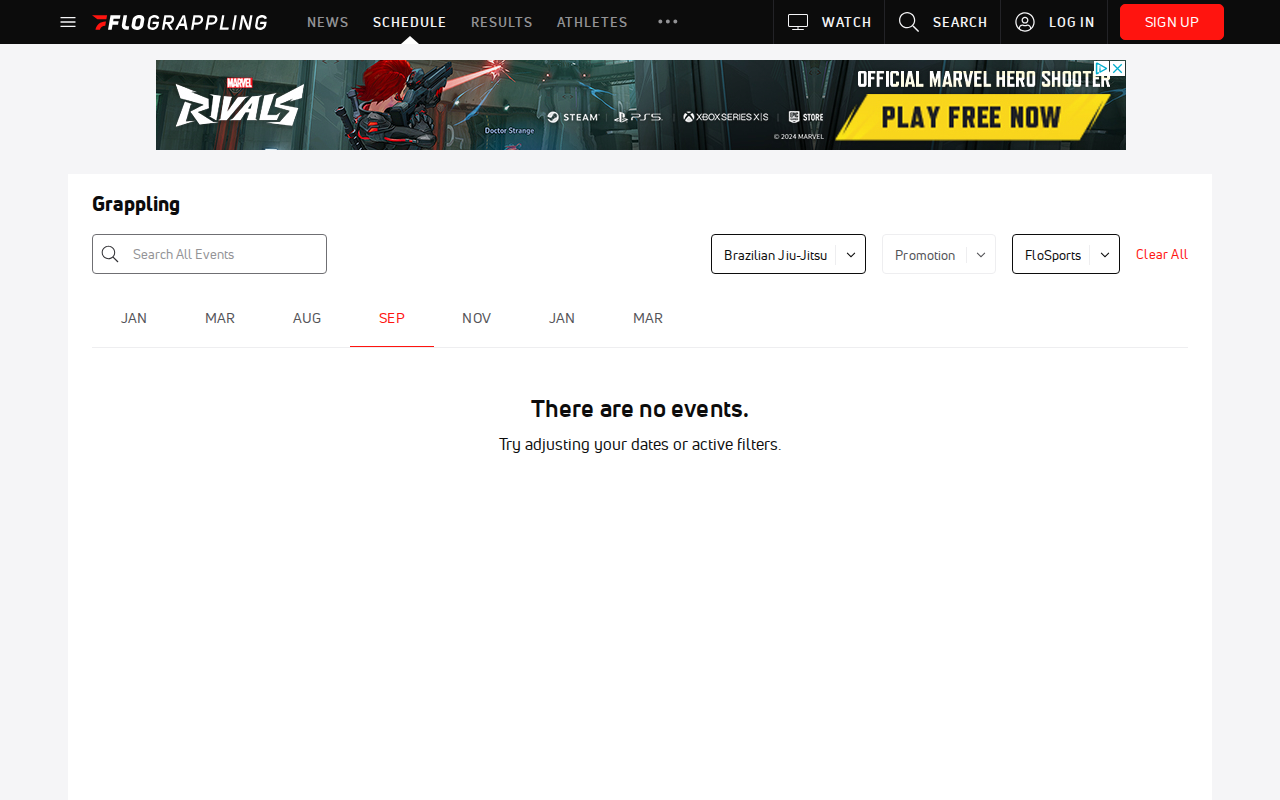 FLOGRAPPLING
NEWS
SCHEDULE
RESULTS
ATHLETES
WATCH
SEARCH
LOG IN
SIGN UP
MARVEL
RIVALS
Doctor Strange
STEAM
PS5
XBOX SERIES X|S
EPIC GAMES STORE
© 2024 MARVEL
OFFICIAL MARVEL HERO SHOOTER
PLAY FREE NOW
Grappling
Search All Events
Brazilian Jiu-Jitsu
Promotion
FloSports
Clear All
JAN
MAR
AUG
SEP
NOV
JAN
MAR
There are no events.
Try adjusting your dates or active filters.